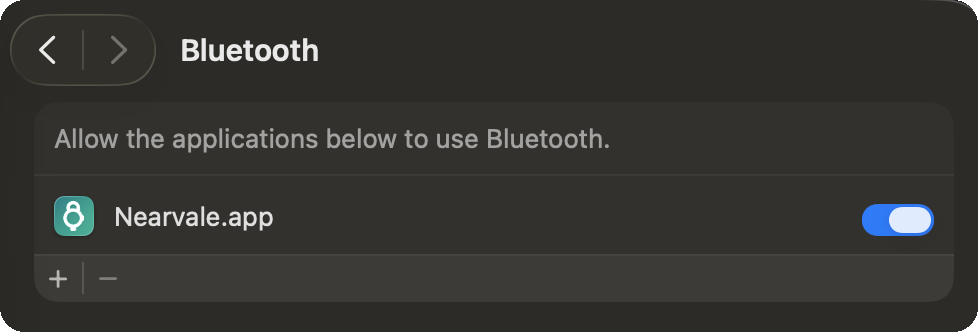 Bluetooth
Allow the applications below to use Bluetooth.
Nearvale.app